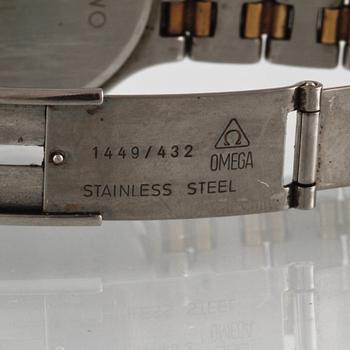 1449/432
Ω
OMEGA
STAINLESS STEEL